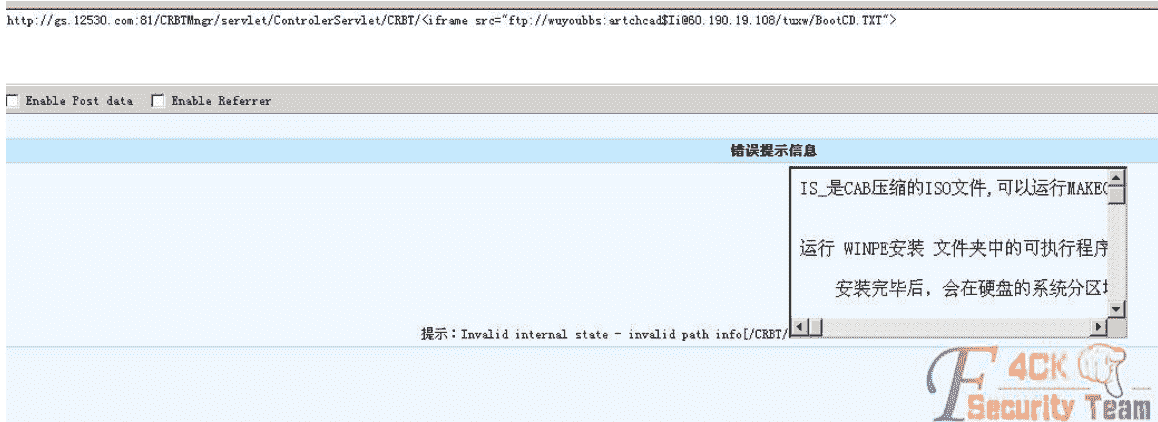 http://gs.12530.com:81/CRBTMngr/servlet/ControlerServlet/CRBT/<iframe src="ftp://wuyoubbs:artchcad$Ii@60.190.19.108/tuxw/BootCD.TXT">
Enable Post data Enable Referrer
错误提示信息
IS_是CAB压缩的ISO文件,可以运行MAKEC
运行 WINPE安装 文件夹中的可执行程序
安装完毕后，会在硬盘的系统分区
提示：Invalid internal state - invalid path info[/CRBT/
F4CK
Security Team